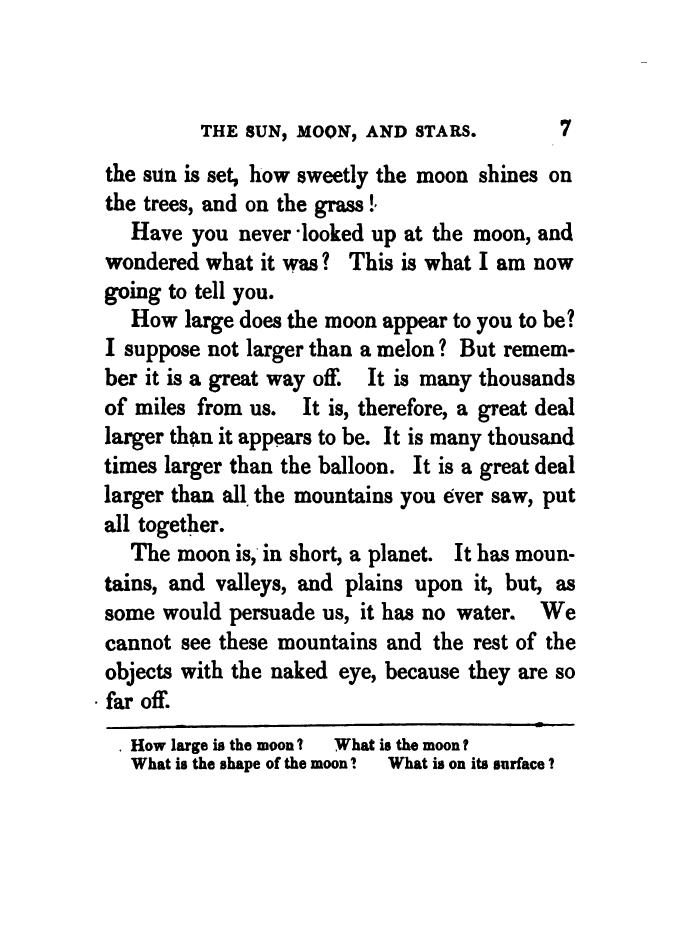 THE SUN, MOON, AND STARS. 7
the sun is set, how sweetly the moon shines on
the trees, and on the grass!
Have you never looked up at the moon, and
wondered what it was? This is what I am now
going to tell you.
How large does the moon appear to you to be?
I suppose not larger than a melon? But remem-
ber it is a great way off. It is many thousands
of miles from us. It is, therefore, a great deal
larger than it appears to be. It is many thousand
times larger than the balloon. It is a great deal
larger than all the mountains you ever saw, put
all together.
The moon is, in short, a planet. It has moun-
tains, and valleys, and plains upon it, but, as
some would persuade us, it has no water. We
cannot see these mountains and the rest of the
objects with the naked eye, because they are so
far off.
How large is the moon? What is the moon?
What is the shape of the moon? What is on its surface?